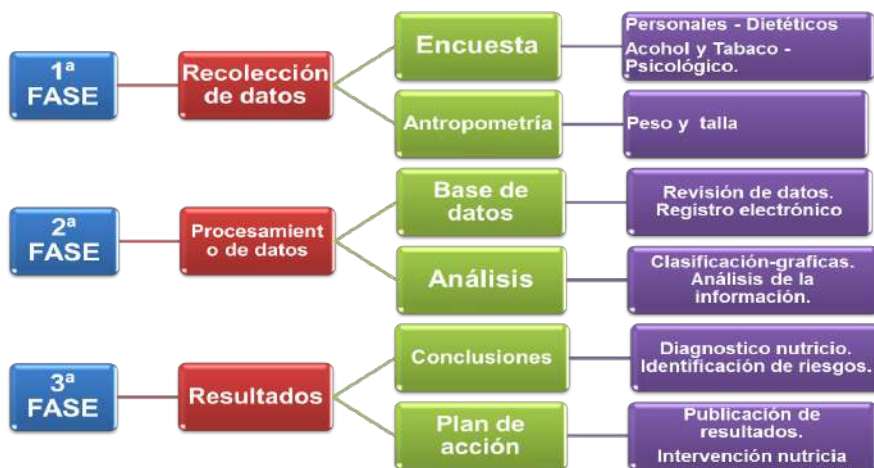 1ª
FASE
Recolección
de datos
Encuesta
Personales - Dietéticos
Acohol y Tabaco -
Psicológico.
Antropometría
Peso y talla
2ª
FASE
Procesamient
o de datos
Base de
datos
Revisión de datos.
Registro electrónico
Análisis
Clasificación-graficas.
Análisis de la
información.
3ª
FASE
Resultados
Conclusiones
Diagnostico nutricio.
Identificación de riesgos.
Plan de
acción
Publicación de
resultados.
Intervención nutricia